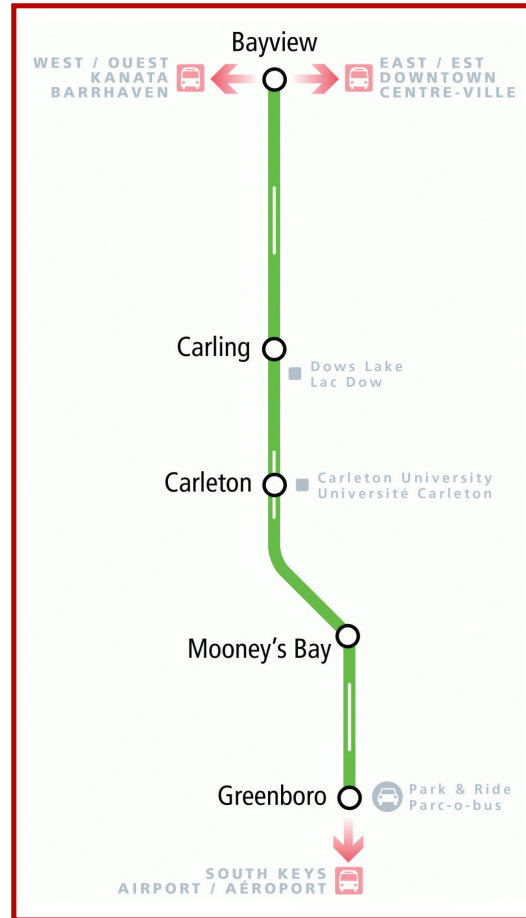 Bayview
WEST / OUEST
KANATA
BARRHAVEN
EAST / EST
DOWNTOWN
CENTRE-VILLE
Carling
Dows Lake
Lac Dow
Carleton
Carleton University
Université Carleton
Mooney's Bay
Greenboro
Park & Ride
Parc-o-bus
SOUTH KEYS
AIRPORT / AÉROPORT